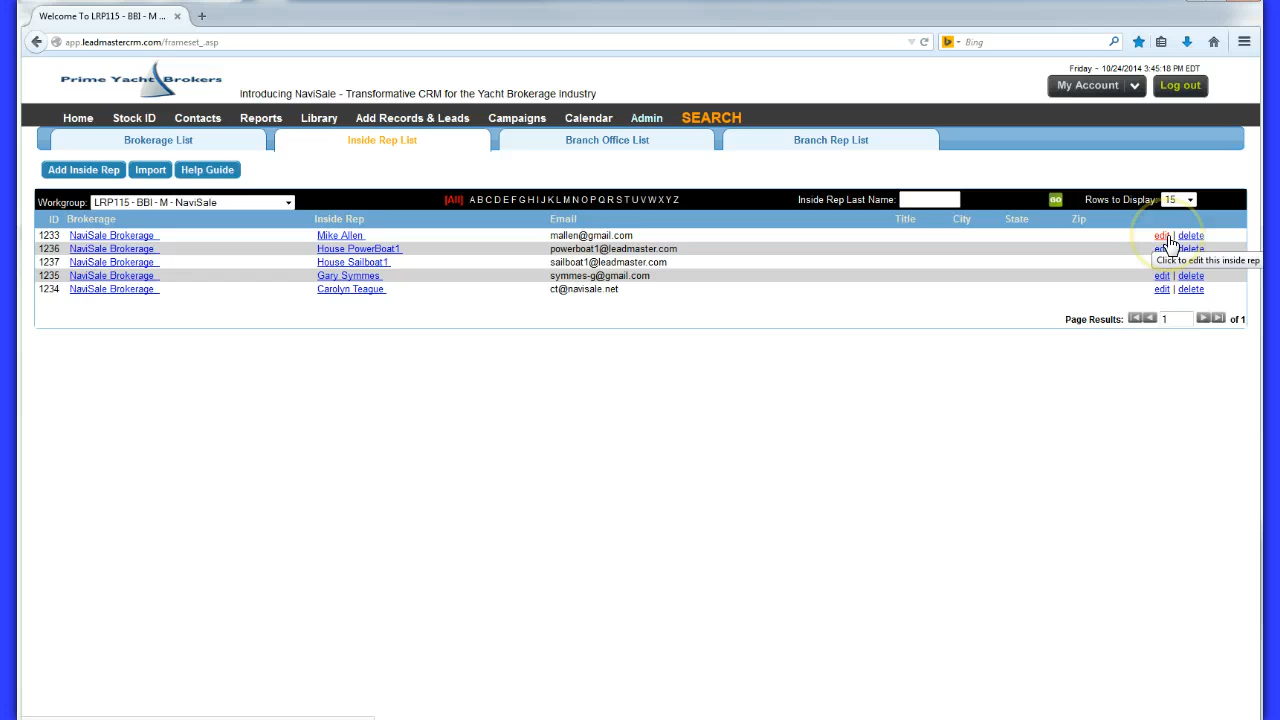 Welcome To LRP115 - BBI - M ...
app.leadmastercrm.com/frameset_.asp
Bing
Friday - 10/24/2014 3:45:18 PM EDT
Prime Yacht Brokers
Introducing NaviSale - Transformative CRM for the Yacht Brokerage Industry
My Account
Log out
Home Stock ID Contacts Reports Library Add Records & Leads Campaigns Calendar Admin SEARCH
Brokerage List Inside Rep List Branch Office List Branch Rep List
Add Inside Rep Import Help Guide
Workgroup: LRP115 - BBI - M - NaviSale [All] A B C D E F G H I J K L M N O P Q R S T U V W X Y Z Inside Rep Last Name: GO Rows to Display: 15
ID Brokerage Inside Rep Email Title City State Zip
1233 NaviSale Brokerage Mike Allen mallen@gmail.com edit | delete
1236 NaviSale Brokerage House PowerBoat1 powerboat1@leadmaster.com edit | delete
1237 NaviSale Brokerage House Sailboat1 sailboat1@leadmaster.com
Click to edit this inside rep
1235 NaviSale Brokerage Gary Symmes symmes-g@gmail.com edit | delete
1234 NaviSale Brokerage Carolyn Teague ct@navisale.net edit | delete
Page Results: 1 of 1